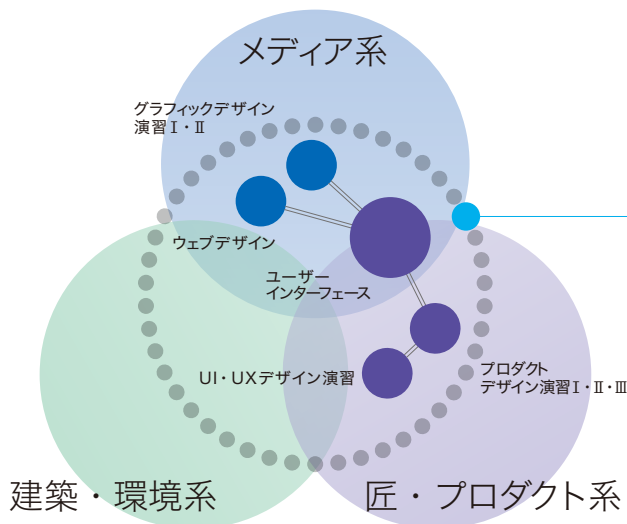 メディア系
グラフィックデザイン
演習Ⅰ・Ⅱ
ウェブデザイン
ユーザー
インターフェース
UI・UXデザイン演習
プロダクト
デザイン演習Ⅰ・Ⅱ・Ⅲ
建築・環境系
匠・プロダクト系